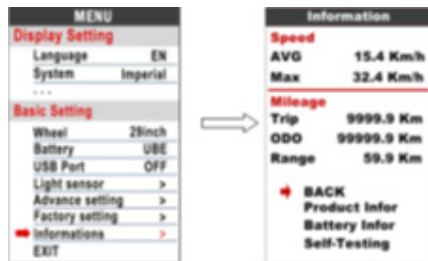 MENU
Display Setting
Language EN
System Imperial
...
Basic Setting
Wheel 29inch
Battery UBE
USB Port OFF
Light sensor >
Advance setting >
Factory setting >
Informations >
EXIT
Information
Speed
AVG 15.4 Km/h
Max 32.4 Km/h
Mileage
Trip 9999.9 Km
ODO 99999.9 Km
Range 59.9 Km
BACK
Product Infor
Battery Infor
Self-Testing